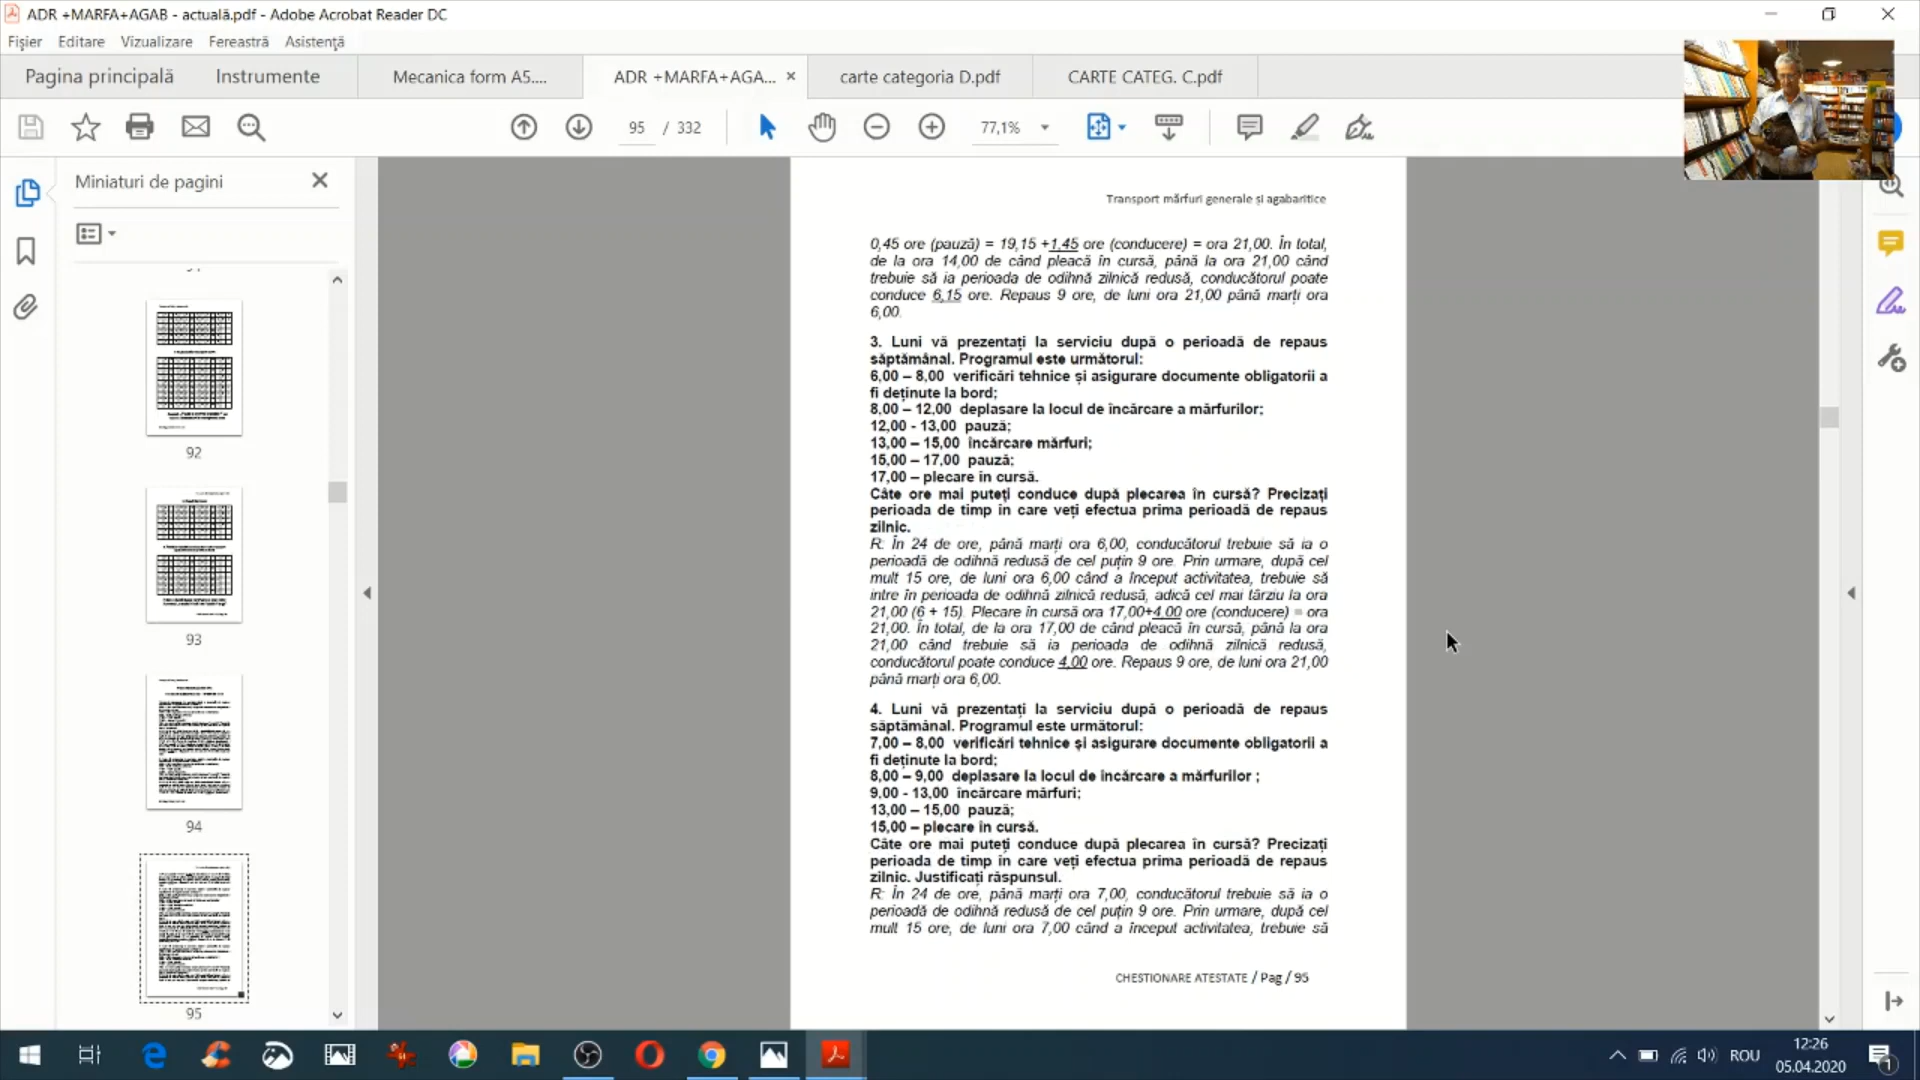 ADR +MARFA+AGAB - actuală.pdf - Adobe Acrobat Reader DC
Fișier Editare Vizualizare Fereastră Asistență
Pagina principală Instrumente Mecanica form A5.... ADR +MARFA+AGA... × carte categoria D.pdf CARTE CATEG. C.pdf
95 / 332 77,1%
Miniaturi de pagini
92
93
94
95
Transport mărfuri generale și agabaritice
0,45 ore (pauză) = 19,15 +1,45 ore (conducere) = ora 21,00. În total,
de la ora 14,00 de când pleacă în cursă, până la ora 21,00 când
trebuie să ia perioada de odihnă zilnică redusă, conducătorul poate
conduce 6,15 ore. Repaus 9 ore, de luni ora 21,00 până marți ora
6,00.
3. Luni vă prezentați la serviciu după o perioadă de repaus
săptămânal. Programul este următorul:
6,00 – 8,00 verificări tehnice și asigurare documente obligatorii a
fi deținute la bord;
8,00 – 12,00 deplasare la locul de încărcare a mărfurilor;
12,00 - 13,00 pauză;
13,00 – 15,00 încărcare mărfuri;
15,00 – 17,00 pauză;
17,00 – plecare în cursă.
Câte ore mai puteți conduce după plecarea în cursă? Precizați
perioada de timp în care veți efectua prima perioadă de repaus
zilnic.
R: În 24 de ore, până marți ora 6,00, conducătorul trebuie să ia o
perioadă de odihnă redusă de cel puțin 9 ore. Prin urmare, după cel
mult 15 ore, de luni ora 6,00 când a început activitatea, trebuie să
intre în perioada de odihnă zilnică redusă, adică cel mai târziu la ora
21,00 (6 + 15). Plecare în cursă ora 17,00+4,00 ore (conducere) = ora
21,00. În total, de la ora 17,00 de când pleacă în cursă, până la ora
21,00 când trebuie să ia perioada de odihnă zilnică redusă,
conducătorul poate conduce 4,00 ore. Repaus 9 ore, de luni ora 21,00
până marți ora 6,00.
4. Luni vă prezentați la serviciu după o perioadă de repaus
săptămânal. Programul este următorul:
7,00 – 8,00 verificări tehnice și asigurare documente obligatorii a
fi deținute la bord;
8,00 – 9,00 deplasare la locul de încărcare a mărfurilor ;
9,00 - 13,00 încărcare mărfuri;
13,00 – 15,00 pauză;
15,00 – plecare în cursă.
Câte ore mai puteți conduce după plecarea în cursă? Precizați
perioada de timp în care veți efectua prima perioadă de repaus
zilnic. Justificați răspunsul.
R: În 24 de ore, până marți ora 7,00, conducătorul trebuie să ia o
perioadă de odihnă redusă de cel puțin 9 ore. Prin urmare, după cel
mult 15 ore, de luni ora 7,00 când a început activitatea, trebuie să
CHESTIONARE ATESTATE / Pag / 95
ROU 12:26
05.04.2020
1